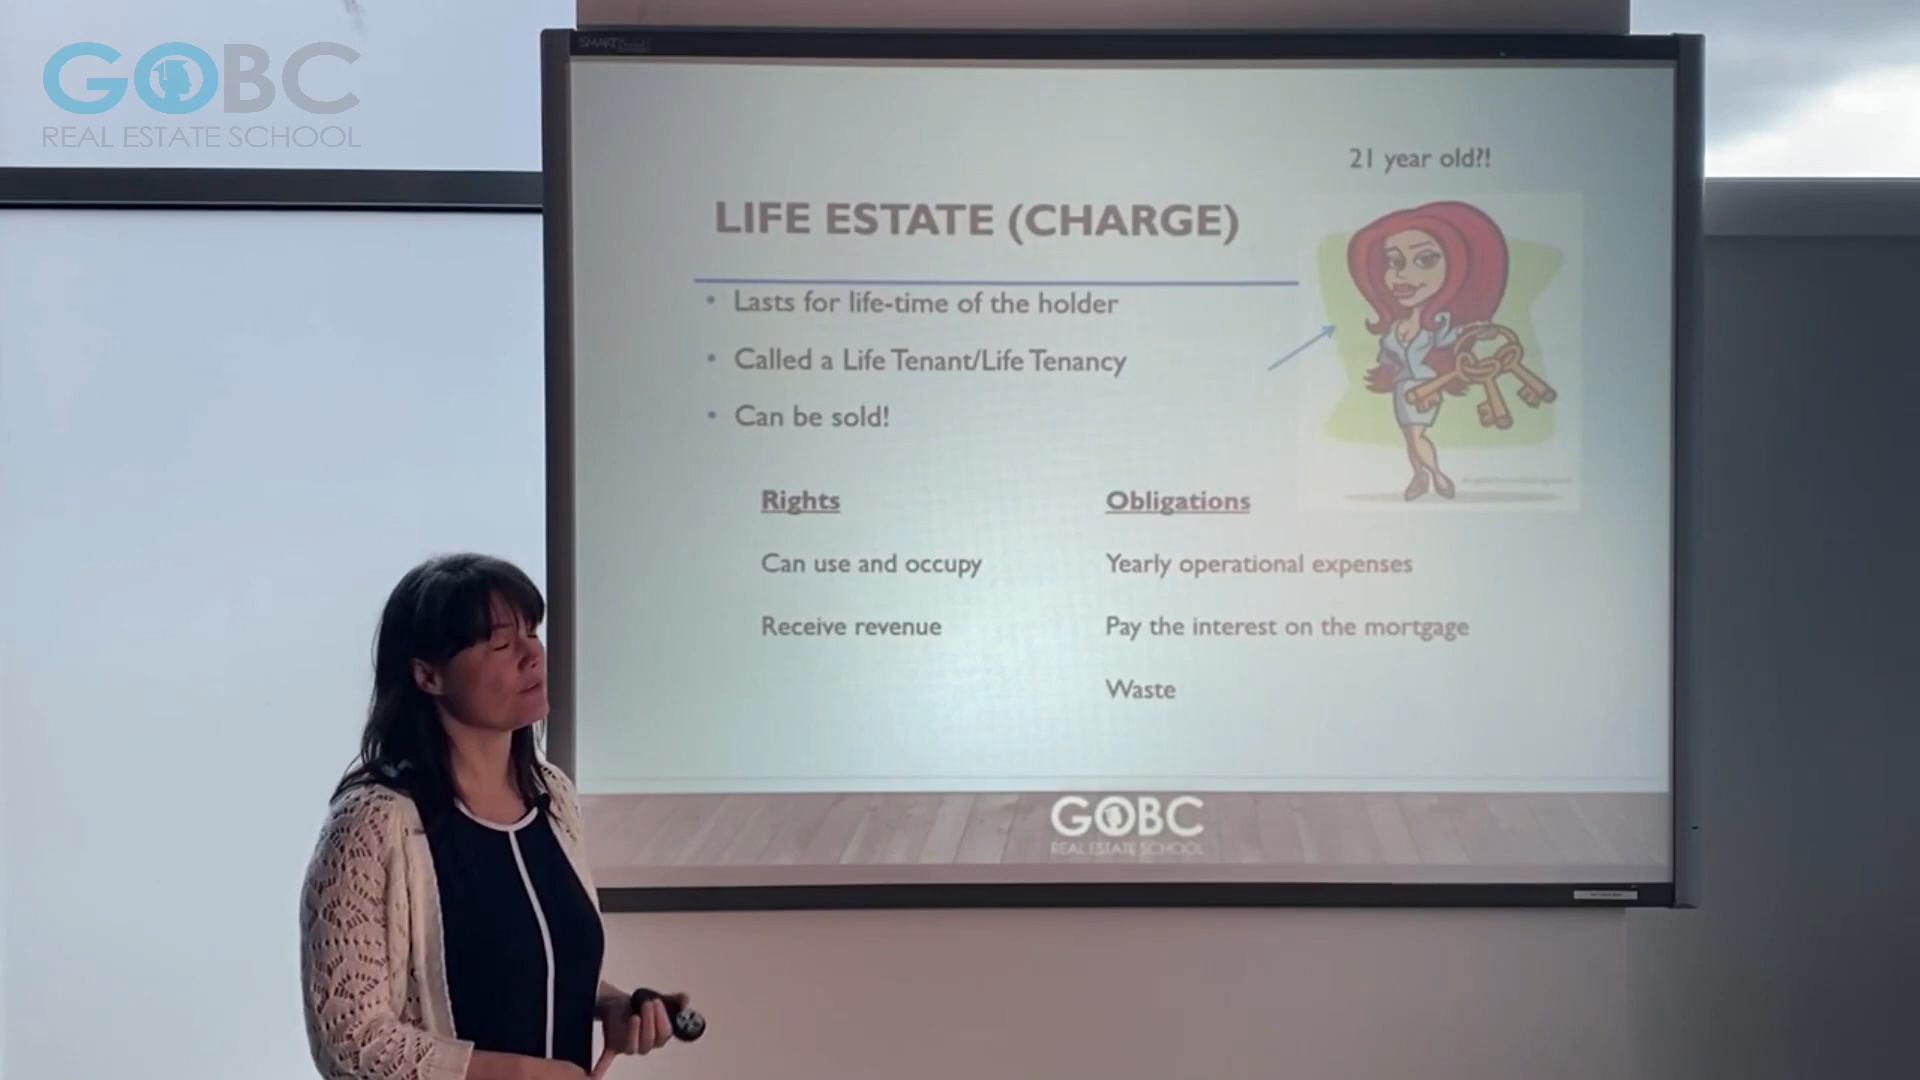 GOBC
REAL ESTATE SCHOOL
SMART
21 year old?!
LIFE ESTATE (CHARGE)
• Lasts for life-time of the holder
• Called a Life Tenant/Life Tenancy
• Can be sold!
Rights Obligations
Can use and occupy Yearly operational expenses
Receive revenue Pay the interest on the mortgage
Waste
GOBC
REAL ESTATE SCHOOL